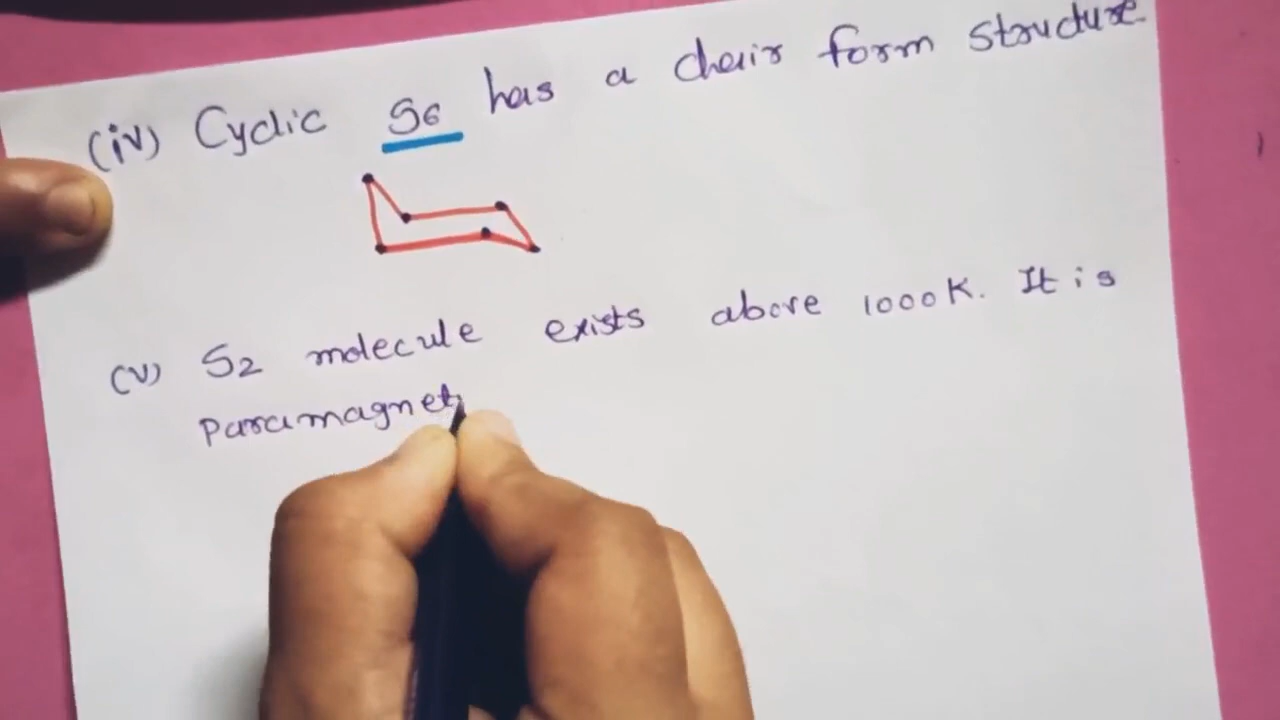 (iv) Cyclic S6 has a chair form structure
(v) S2 molecule exists above 1000K. It is
Paramagnet